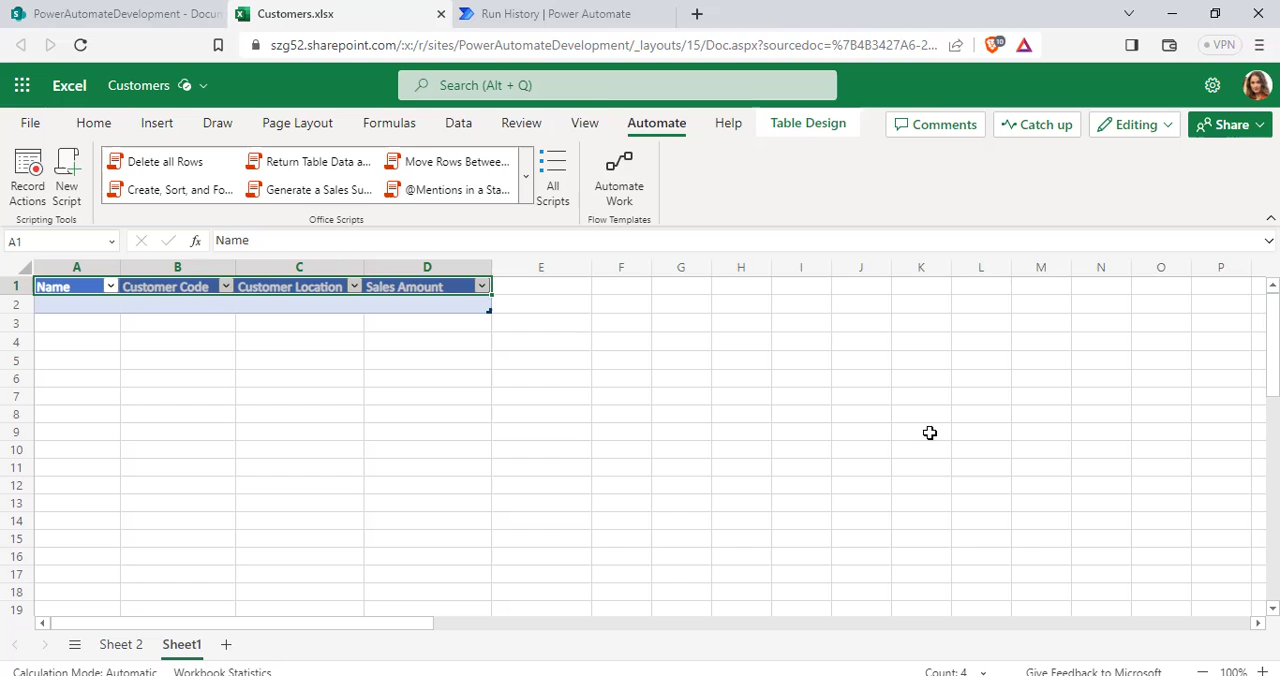 PowerAutomateDevelopment - Docum
Customers.xlsx
Run History | Power Automate
szg52.sharepoint.com/:x:/r/sites/PowerAutomateDevelopment/_layouts/15/Doc.aspx?sourcedoc=%7B4B3427A6-2...
10
VPN
Excel
Customers
Search (Alt + Q)
File
Home
Insert
Draw
Page Layout
Formulas
Data
Review
View
Automate
Help
Table Design
Comments
Catch up
Editing
Share
Record Actions
New Script
Scripting Tools
Delete all Rows
Return Table Data a...
Move Rows Betwee...
Create, Sort, and Fo...
Generate a Sales Su...
@Mentions in a Sta...
All Scripts
Office Scripts
Automate Work
Flow Templates
A1
fx
Name
A B C D E F G H I J K L M N O P
1 Name Customer Code Customer Location Sales Amount
2
3
4
5
6
7
8
9
10
11
12
13
14
15
16
17
18
19
Sheet 2
Sheet1
Calculation Mode: Automatic
Workbook Statistics
Count: 4
Give Feedback to Microsoft
100%